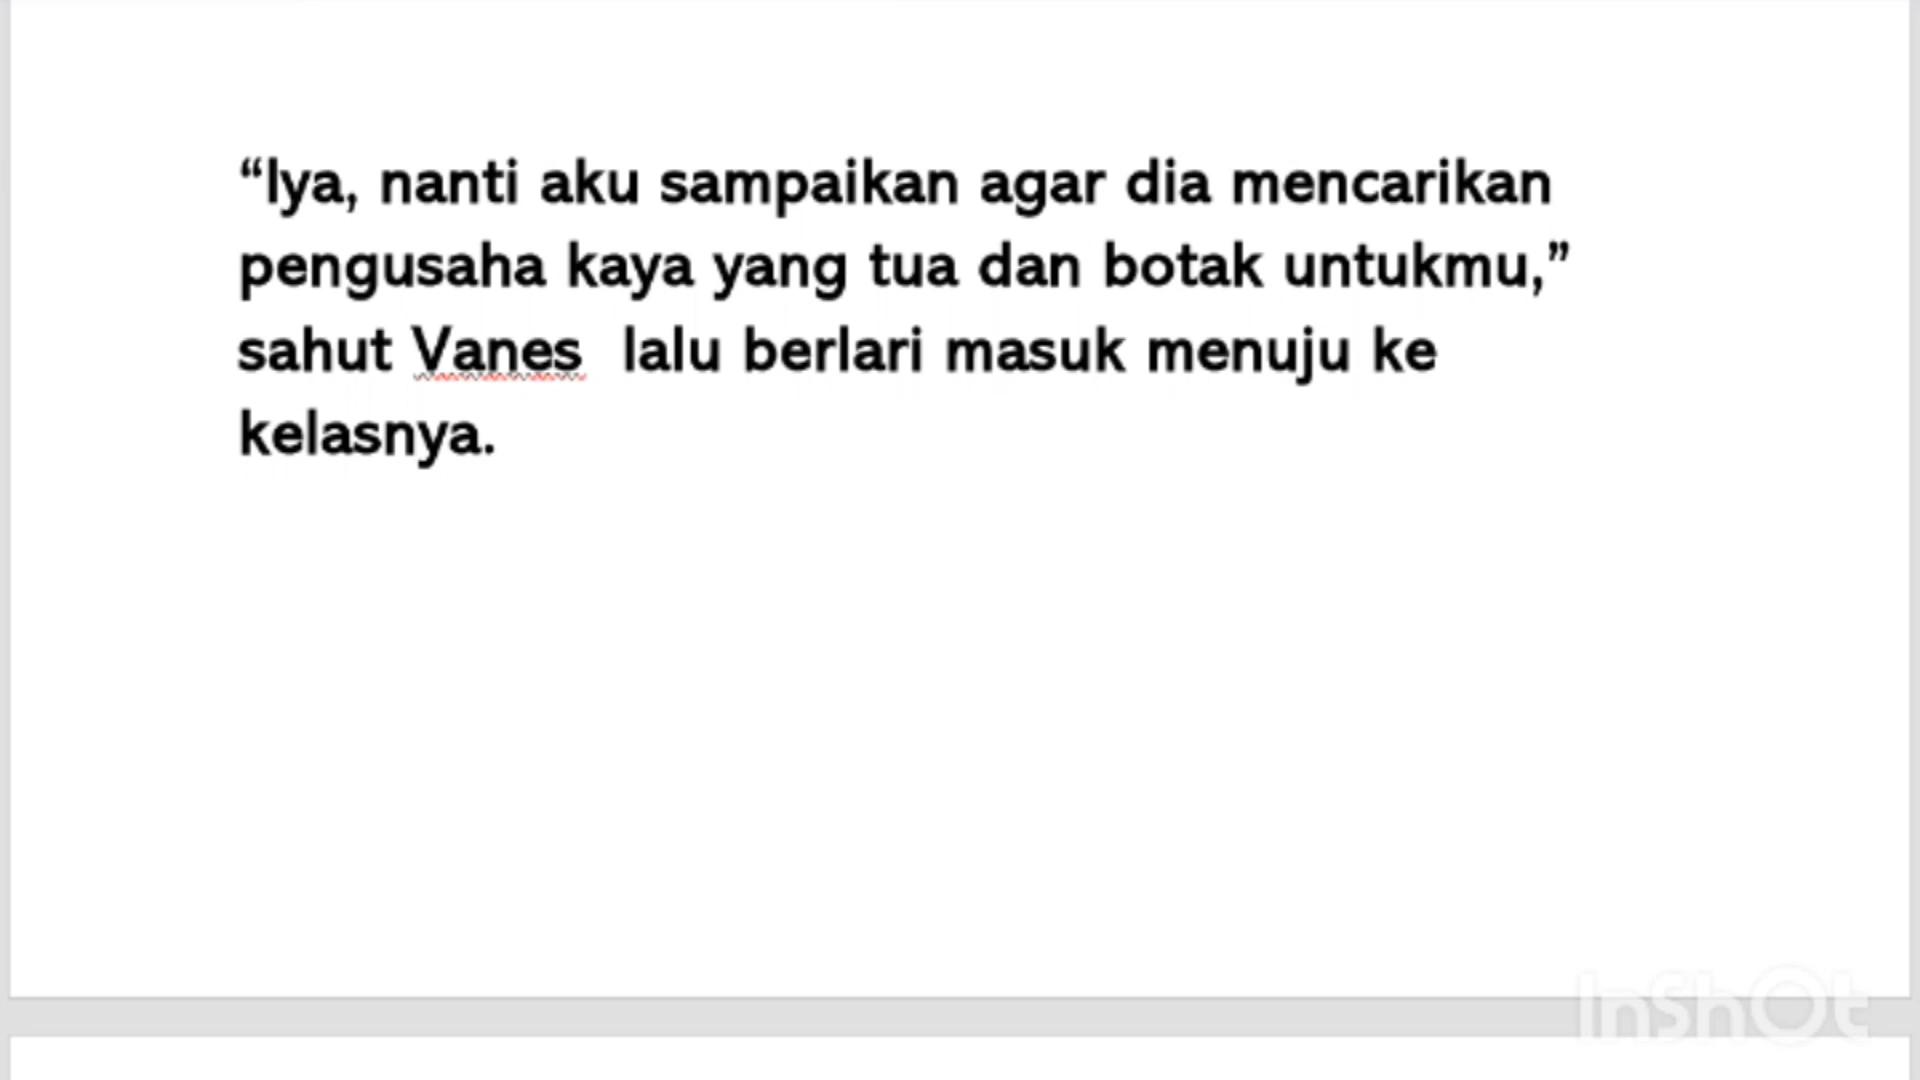 “Iya, nanti aku sampaikan agar dia mencarikan
pengusaha kaya yang tua dan botak untukmu,”
sahut Vanes  lalu berlari masuk menuju ke
kelasnya.
InShOt